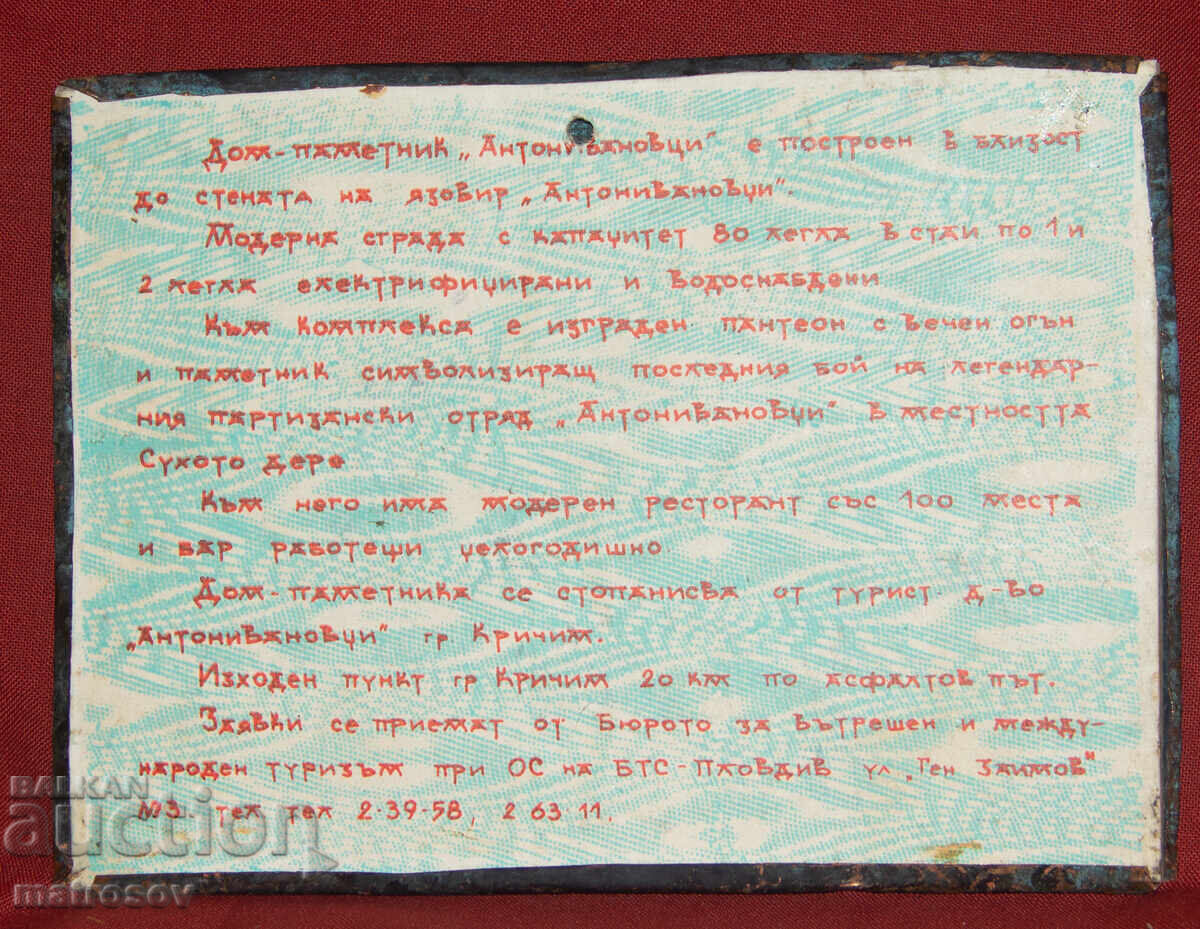 Дом-паметник „Антонивановци" е построен в близост
до стената на язовир „Антонивановци".
Модерна сграда с капацитет 80 легла в стаи по 1 и
2 легла електрифицирани и водоснабдени
Към комплекса е изграден пантеон с вечен огън
и паметник символизиращ последния бой на легендар-
ния партизански отряд „Антонивановци" в местността
Сухото дере
Към него има модерен ресторант със 100 места
и бар работещи целогодишно
Дом-паметника се стопанисва от турист. д-во
„Антонивановци" гр Кричим.
Изходен пункт гр Кричим 20 км по асфалтов път.
Заявки се приемат от Бюрото за вътрешен и между-
народен туризъм при ОС на БТС-Пловдив ул „Ген Заимов"
№3. тел тел 2-39-58, 2 63 11.
BALKAN
auction
matrosov